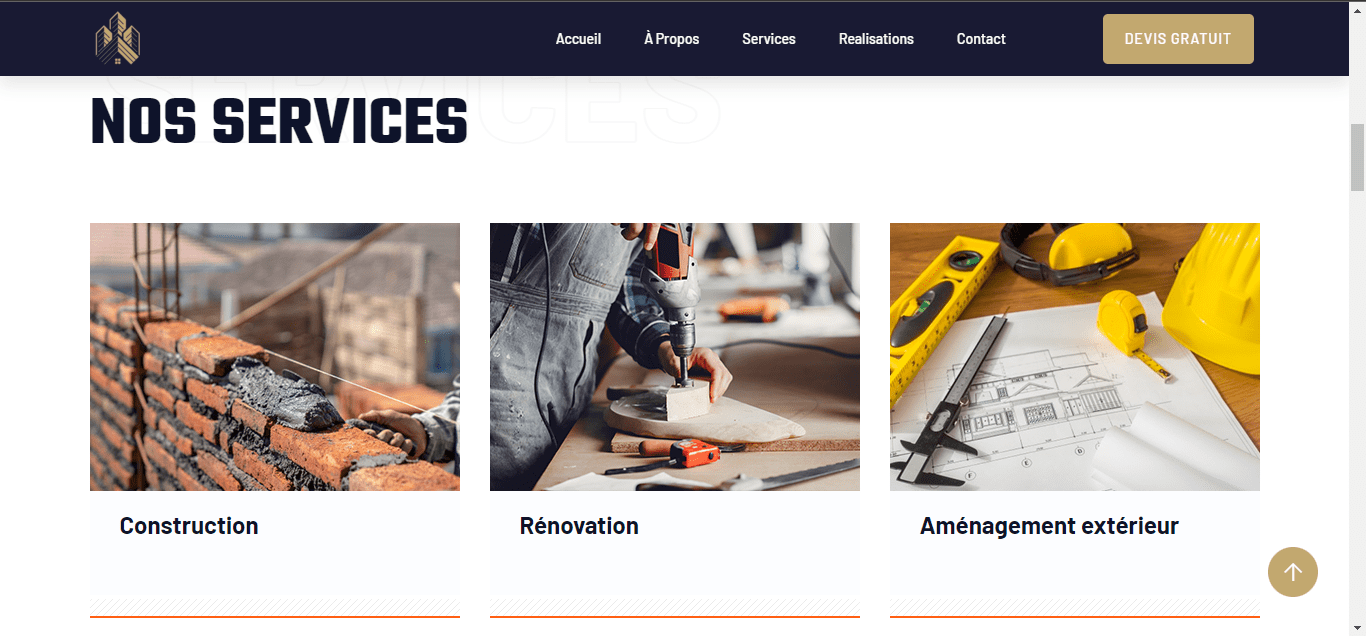 Accueil
À Propos
Services
Realisations
Contact
DEVIS GRATUIT
SERVICES
NOS SERVICES
Construction
Rénovation
Aménagement extérieur